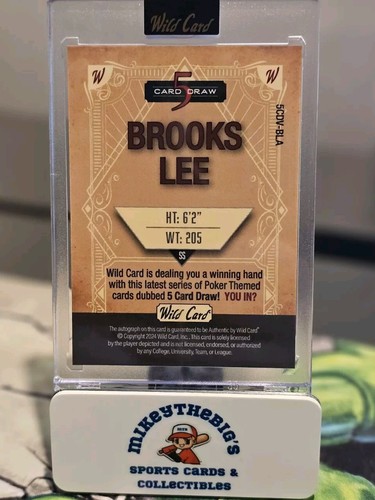 Wild Card
W
W
5
CARD DRAW
5CDV-BLA
BROOKS
LEE
HT: 6'2"
WT: 205
SS
Wild Card is dealing you a winning hand
with this latest series of Poker Themed
cards dubbed 5 Card Draw! YOU IN?
Wild Card
The autograph on this card is guaranteed to be Authentic by Wild Card®
© Copyright 2024 Wild Card, Inc. This card is solely licensed
by the player depicted and is not licensed, endorsed, or authorized
by any College, University, Team, or League.
MIKEYTHEBIG'S
SPORTS CARDS &
COLLECTIBLES